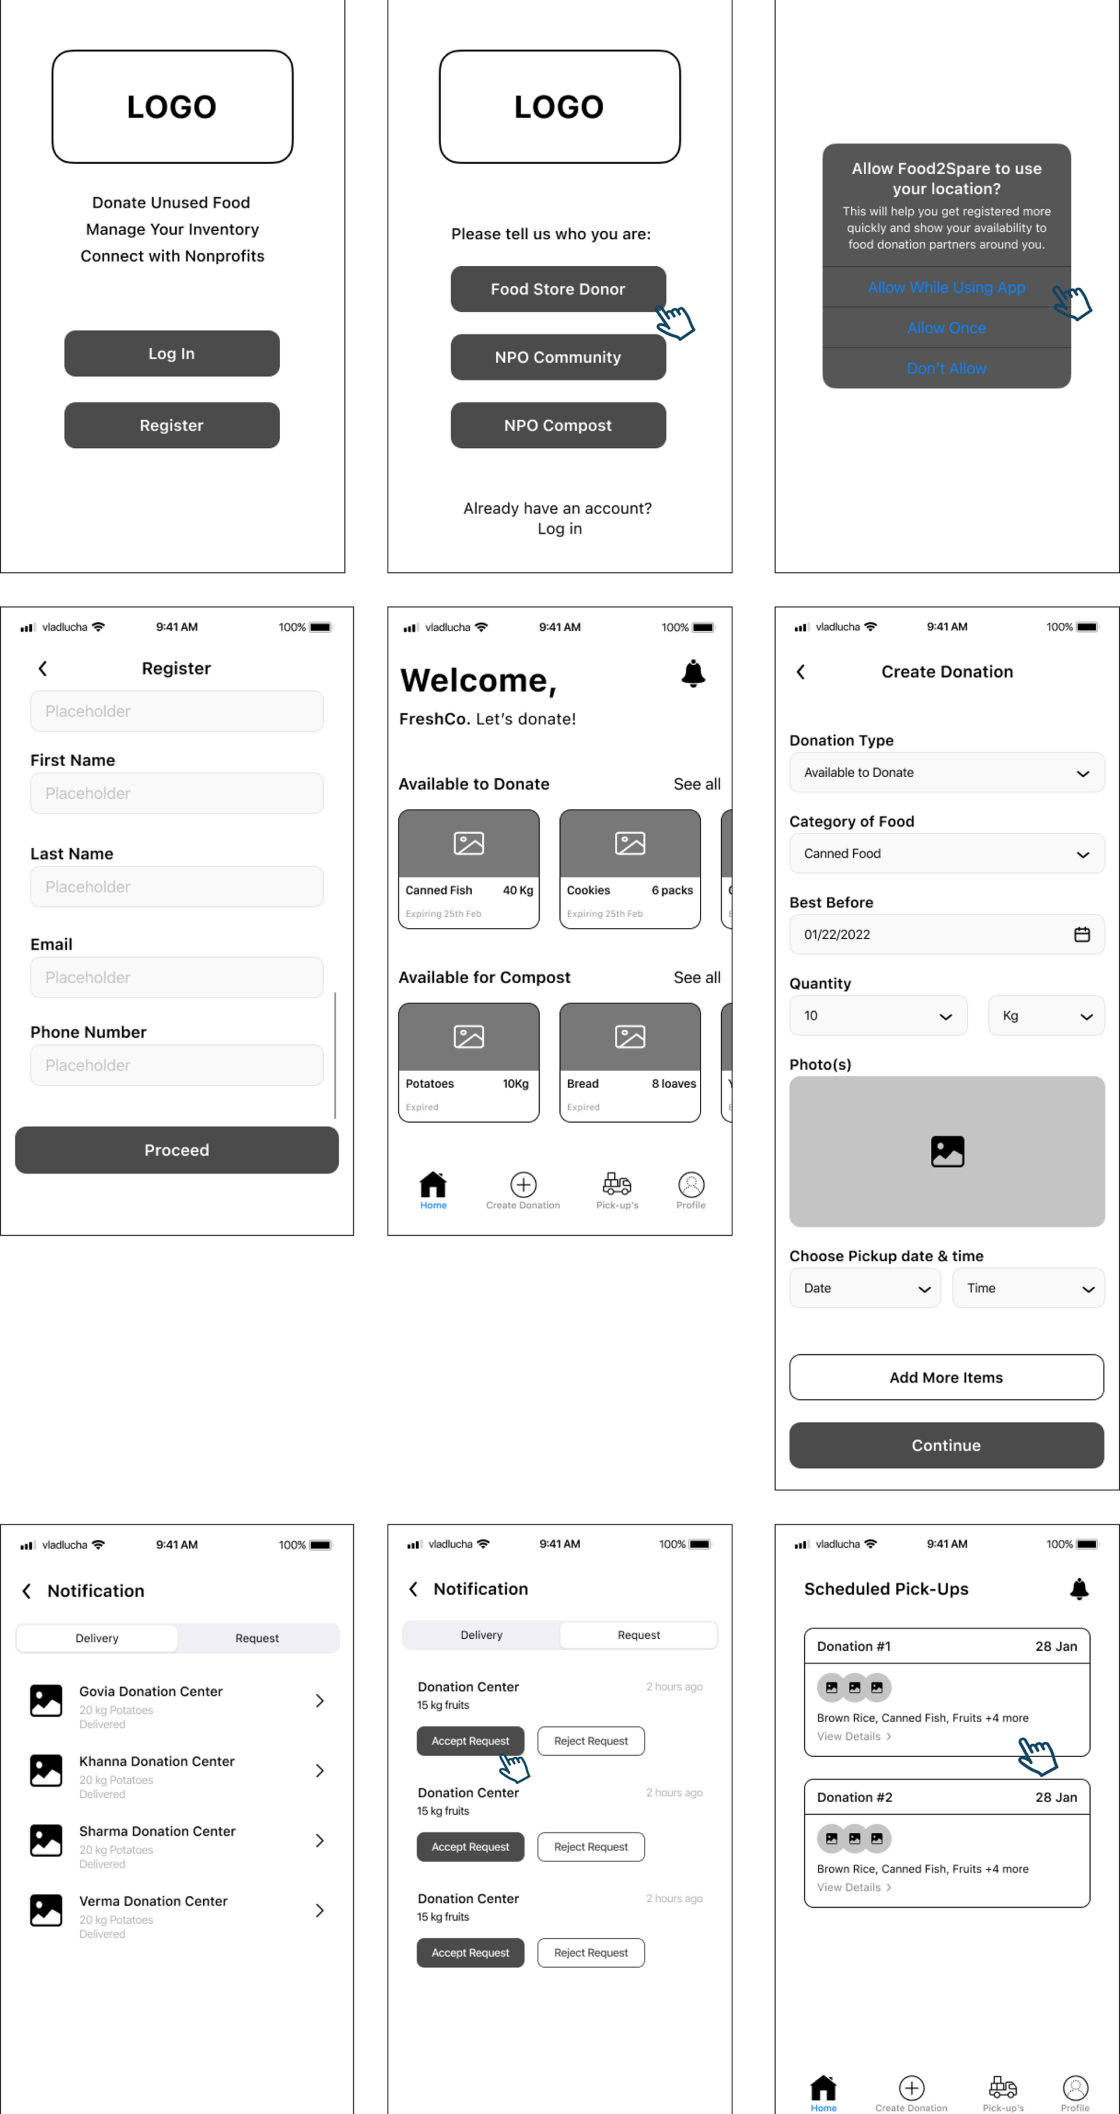 LOGO
Donate Unused Food
Manage Your Inventory
Connect with Nonprofits
Log In
Register
LOGO
Please tell us who you are:
Food Store Donor
NPO Community
NPO Compost
Already have an account?
Log in
Allow Food2Spare to use
your location?
This will help you get registered more
quickly and show your availability to
food donation partners around you.
Allow While Using App
Allow Once
Don't Allow
vladlucha 9:41 AM 100%
Register
Placeholder
First Name
Placeholder
Last Name
Placeholder
Email
Placeholder
Phone Number
Placeholder
Proceed
vladlucha 9:41 AM 100%
Welcome,
FreshCo. Let's donate!
Available to Donate See all
Canned Fish 40 Kg
Expiring 25th Feb
Cookies 6 packs
Expiring 25th Feb
Available for Compost See all
Potatoes 10Kg
Expired
Bread 8 loaves
Expired
Home Create Donation Pick-up's Profile
vladlucha 9:41 AM 100%
Create Donation
Donation Type
Available to Donate
Category of Food
Canned Food
Best Before
01/22/2022
Quantity
10 Kg
Photo(s)
Choose Pickup date & time
Date Time
Add More Items
Continue
vladlucha 9:41 AM 100%
Notification
Delivery Request
Govia Donation Center
20 kg Potatoes
Delivered
Khanna Donation Center
20 kg Potatoes
Delivered
Sharma Donation Center
20 kg Potatoes
Delivered
Verma Donation Center
20 kg Potatoes
Delivered
vladlucha 9:41 AM 100%
Notification
Delivery Request
Donation Center 2 hours ago
15 kg fruits
Accept Request Reject Request
Donation Center 2 hours ago
15 kg fruits
Accept Request Reject Request
Donation Center 2 hours ago
15 kg fruits
Accept Request Reject Request
vladlucha 9:41 AM 100%
Scheduled Pick-Ups
Donation #1 28 Jan
Brown Rice, Canned Fish, Fruits +4 more
View Details
Donation #2 28 Jan
Brown Rice, Canned Fish, Fruits +4 more
View Details
Home Create Donation Pick-up's Profile